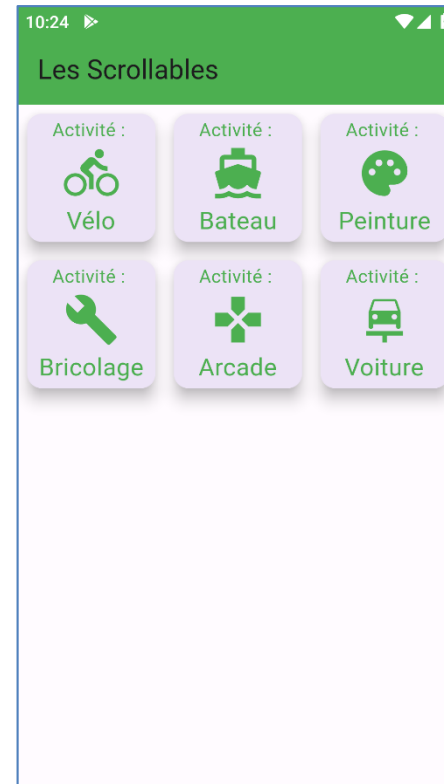 10:24
Les Scrollables
Activité : Activité : Activité :
Vélo Bateau Peinture
Activité : Activité : Activité :
Bricolage Arcade Voiture